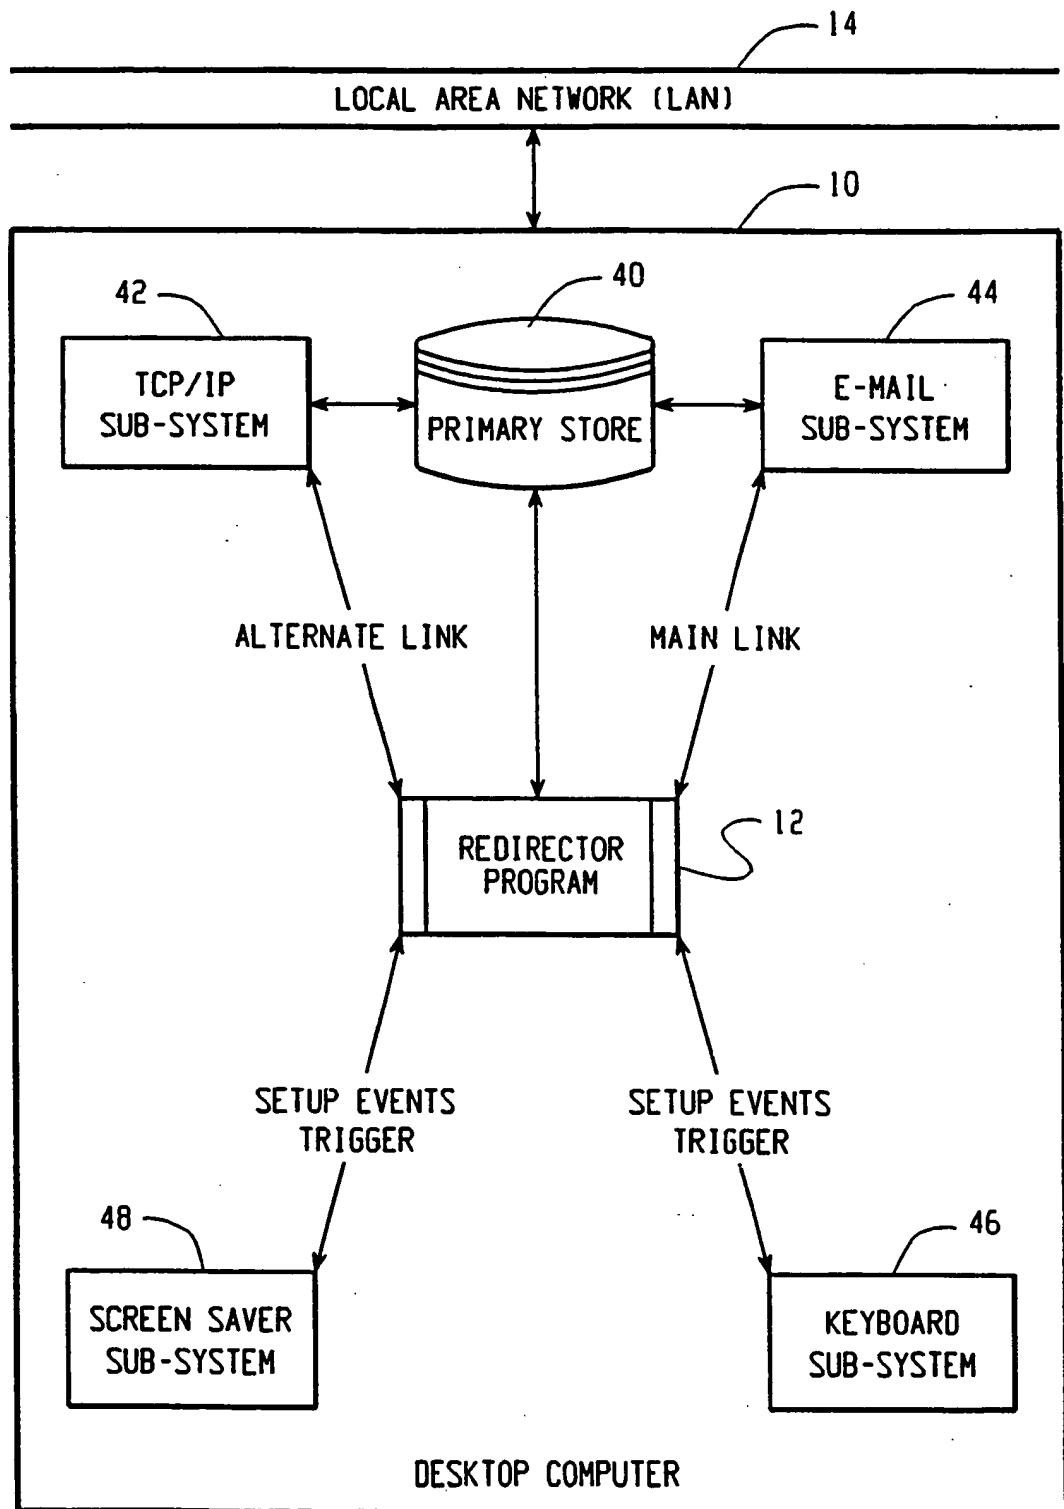 14
LOCAL AREA NETWORK (LAN)
10
42
40
44
TCP/IP
SUB-SYSTEM
PRIMARY STORE
E-MAIL
SUB-SYSTEM
ALTERNATE LINK
MAIN LINK
REDIRECTOR
PROGRAM
12
SETUP EVENTS
TRIGGER
SETUP EVENTS
TRIGGER
48
46
SCREEN SAVER
SUB-SYSTEM
KEYBOARD
SUB-SYSTEM
DESKTOP COMPUTER